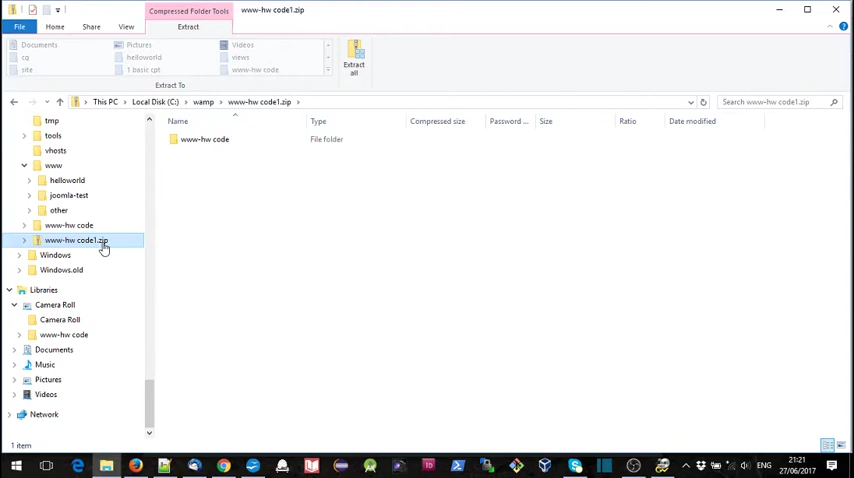 Compressed Folder Tools www-hw code1.zip
File Home Share View Extract
Documents Pictures Videos
cq helloworld views
site 1 basic cpt www-hw code
Extract all
Extract To
This PC > Local Disk (C:) > wamp > www-hw code1.zip >
Search www-hw code1.zip
Name Type Compressed size Password ... Size Ratio Date modified
www-hw code File folder
tmp
tools
vhosts
www
helloworld
joomla-test
other
www-hw code
www-hw code1.zip
Windows
Windows.old
Libraries
Camera Roll
Camera Roll
www-hw code
Documents
Music
Pictures
Videos
Network
1 item
ENG
21:21
27/06/2017